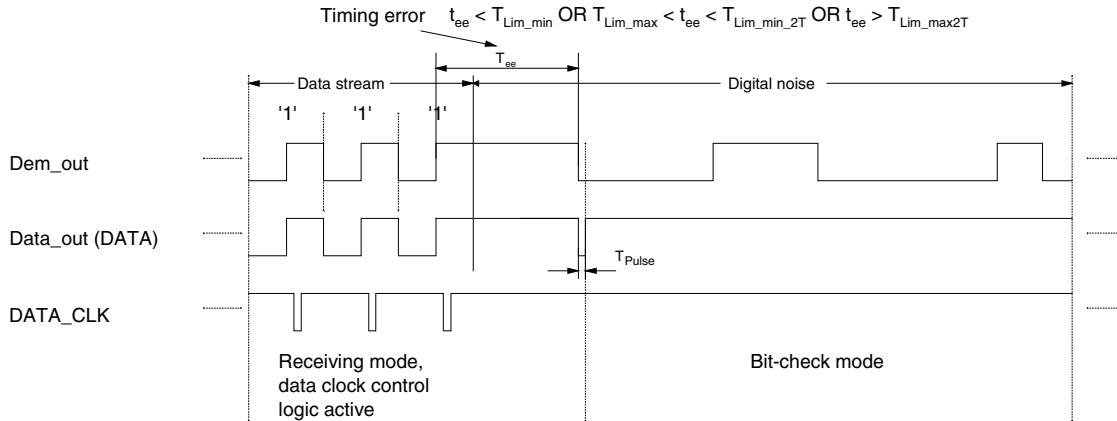 Timing error t_ee < T_Lim_min OR T_Lim_max < t_ee < T_Lim_min_2T OR t_ee > T_Lim_max2T
T_ee
Data stream Digital noise
'1' '1' '1'
Dem_out
Data_out (DATA)
T_Pulse
DATA_CLK
Receiving mode,
data clock control
logic active
Bit-check mode